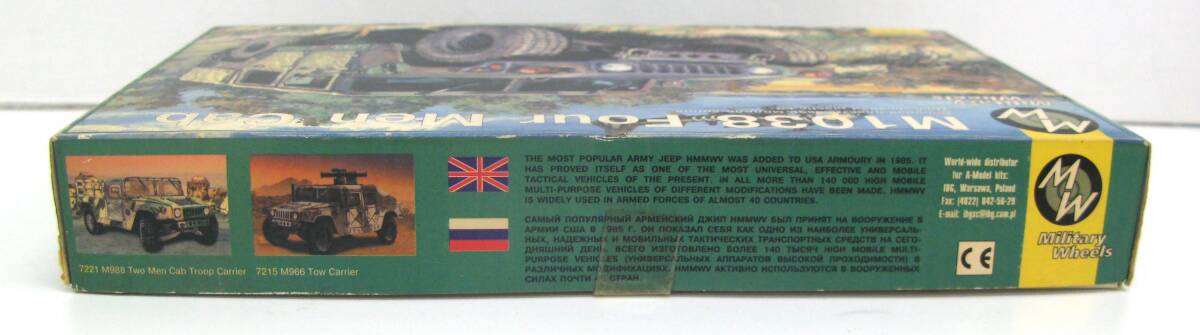 M1038 Four Men Cab
Military
Wheels
MW
7221 M988 Two Men Cab Troop Carrier
7215 M966 Tow Carrier
THE MOST POPULAR ARMY JEEP HMMWV WAS ADDED TO USA ARMOURY IN 1985. IT
HAS PROVED ITSELF AS ONE OF THE MOST UNIVERSAL, EFFECTIVE AND MOBILE
TACTICAL VEHICLES OF THE PRESENT. IN ALL MORE THAN 140 000 HIGH MOBILE
MULTI-PURPOSE VEHICLES OF DIFFERENT MODIFICATIONS HAVE BEEN MADE. HMMWV
IS WIDELY USED IN ARMED FORCES OF ALMOST 40 COUNTRIES.
САМЫЙ ПОПУЛЯРНЫЙ АРМЕНСКИЙ ДЖИП HMMWV БЫЛ ПРИНЯТ НА ВООРУЖЕНИЕ В
АРМИИ США В 1985 Г. ОН ПОКАЗАЛ СЕБЯ КАК ОДНО ИЗ НАИБОЛЕЕ УНИВЕРСАЛЬ-
НЫХ, НАДЕЖНЫХ И МОБИЛЬНЫХ ТАКТИЧЕСКИХ ТРАНСПОРТНЫХ СРЕДСТВ НА СЕГО-
ДНЯШНИЙ ДЕНЬ. ВСЕГО ИЗГОТОВЛЕНО БОЛЕЕ 140 ТЫСЯЧ HIGH MOBILE MULTI-
PURPOSE VEHICLES (УНИВЕРСАЛЬНЫХ АППАРАТОВ ВЫСОКОЙ ПРОХОДИМОСТИ) В
РАЗЛИЧНЫХ МОДИФИКАЦИЯХ. HMMWV АКТИВНО ИСПОЛЬЗУЮТСЯ В ВООРУЖЕННЫХ
СИЛАХ ПОЧТИ 40 СТРАН.
World-wide distributor
for A-Model kits:
IBG, Warsawa, Poland
Fax: (4822) 842-56-29
E-mail: ibgxc@ibg.com.pl
CE
MW
Military
Wheels